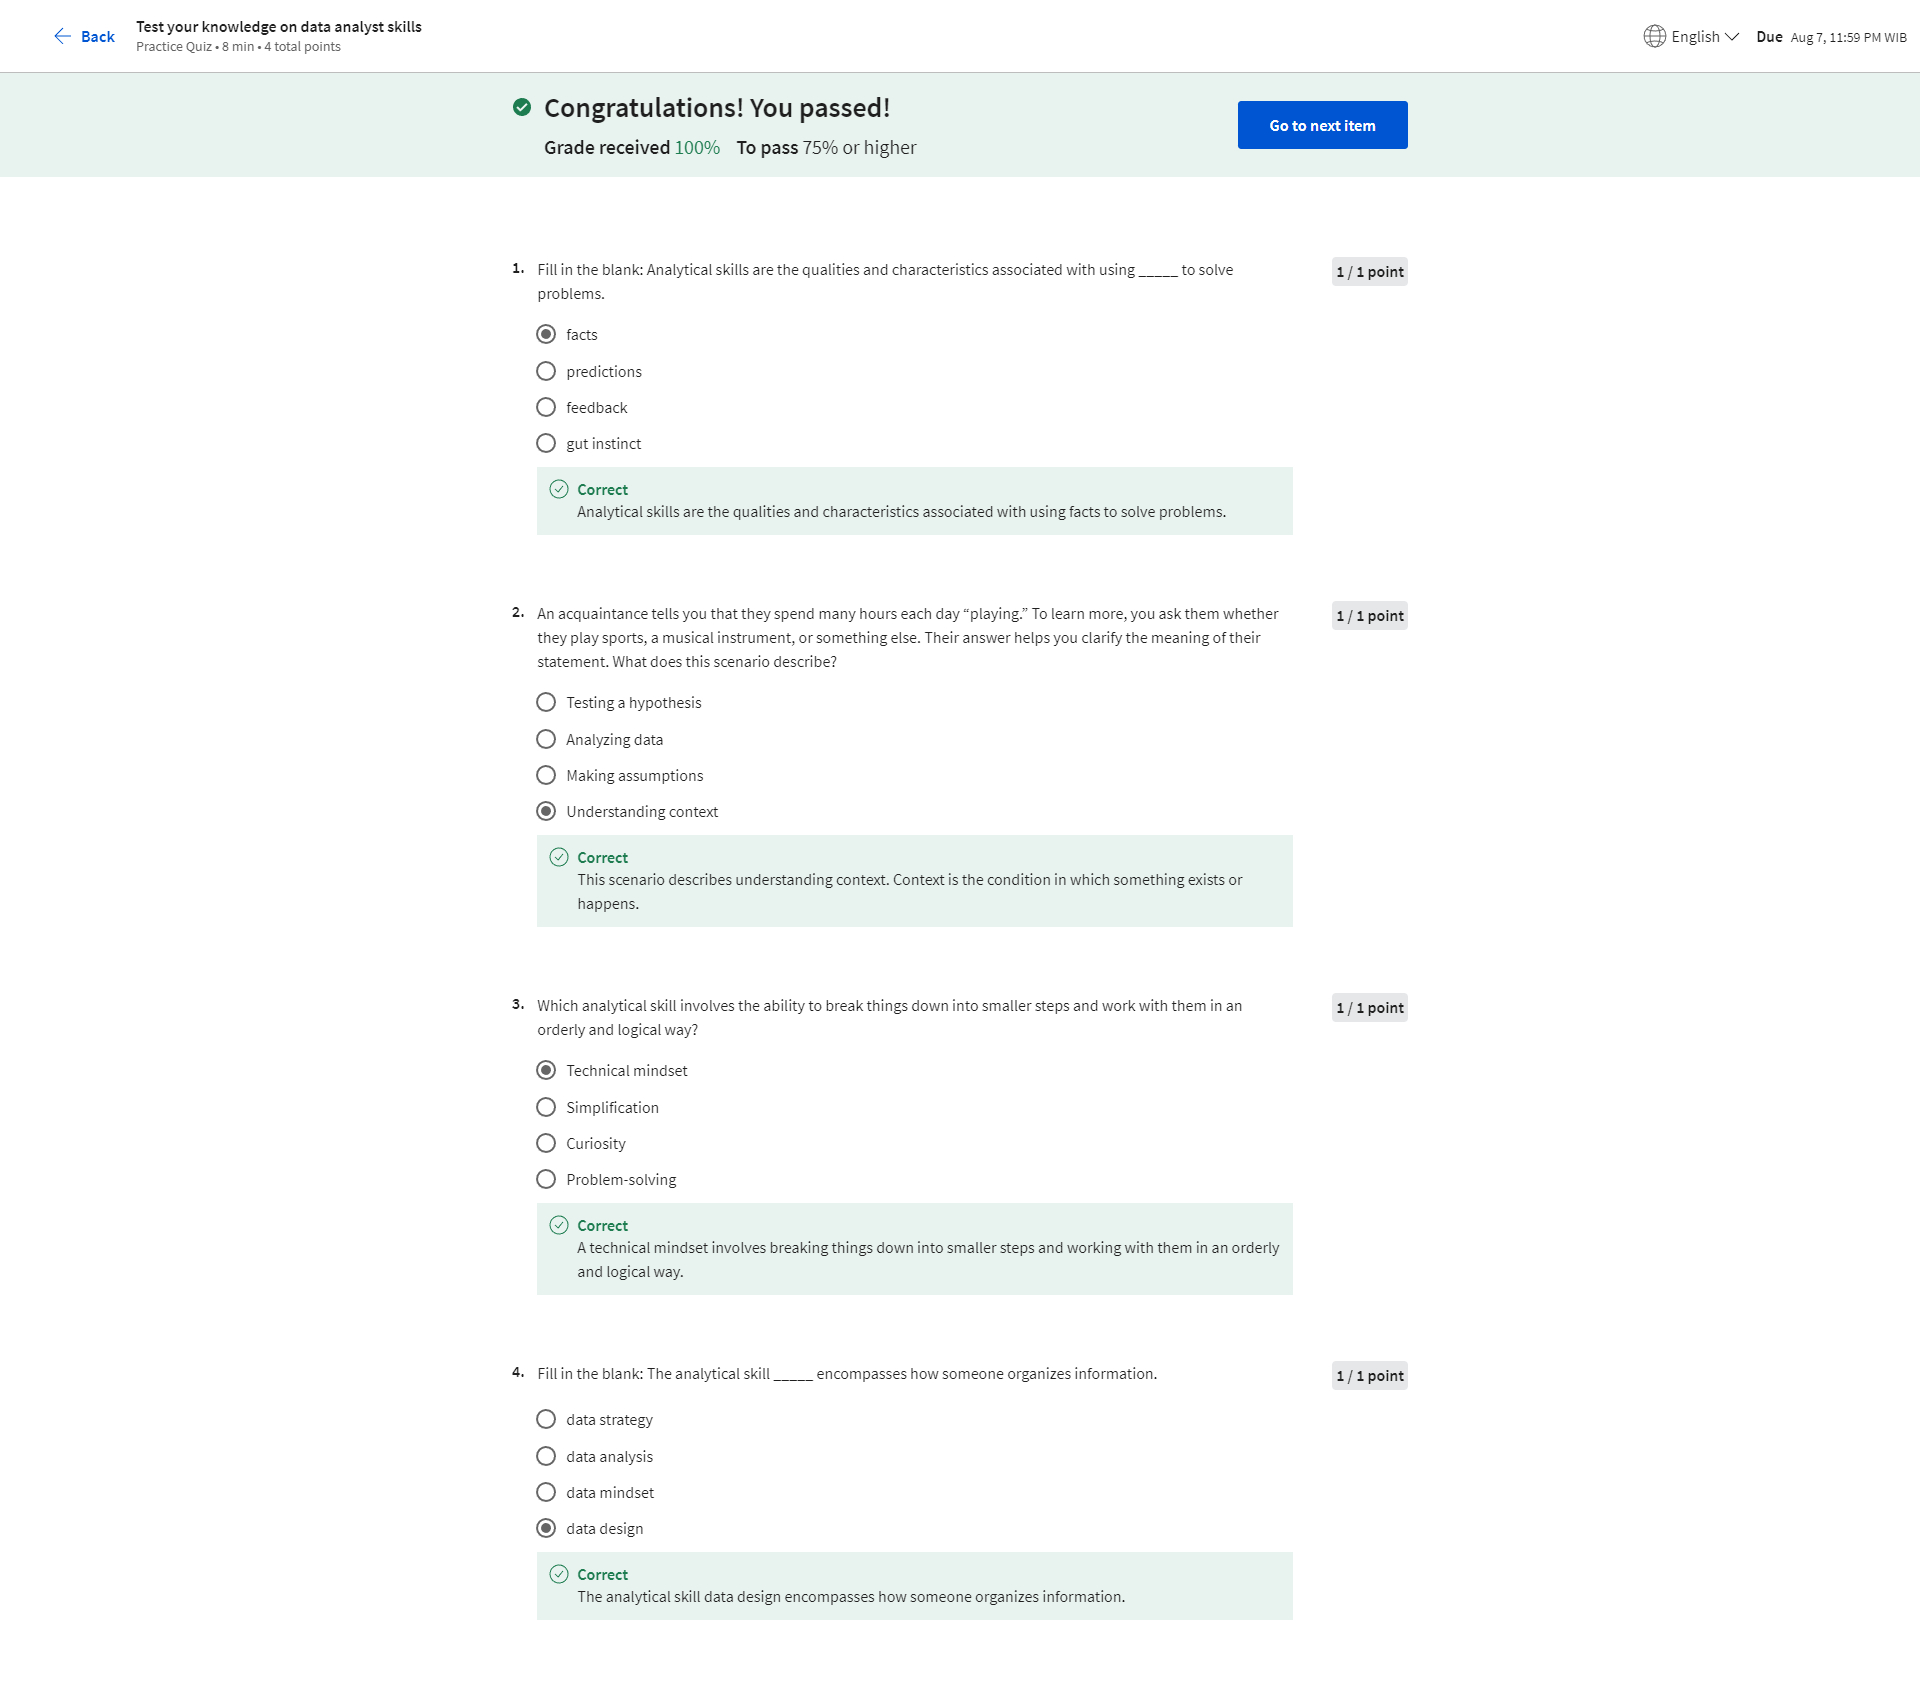 Back
Test your knowledge on data analyst skills
Practice Quiz • 8 min • 4 total points
English
Due Aug 7, 11:59 PM WIB
Congratulations! You passed!
Grade received 100% To pass 75% or higher
Go to next item
1. Fill in the blank: Analytical skills are the qualities and characteristics associated with using _____ to solve
problems.
1 / 1 point
facts
predictions
feedback
gut instinct
Correct
Analytical skills are the qualities and characteristics associated with using facts to solve problems.
2. An acquaintance tells you that they spend many hours each day “playing.” To learn more, you ask them whether
they play sports, a musical instrument, or something else. Their answer helps you clarify the meaning of their
statement. What does this scenario describe?
1 / 1 point
Testing a hypothesis
Analyzing data
Making assumptions
Understanding context
Correct
This scenario describes understanding context. Context is the condition in which something exists or
happens.
3. Which analytical skill involves the ability to break things down into smaller steps and work with them in an
orderly and logical way?
1 / 1 point
Technical mindset
Simplification
Curiosity
Problem-solving
Correct
A technical mindset involves breaking things down into smaller steps and working with them in an orderly
and logical way.
4. Fill in the blank: The analytical skill _____ encompasses how someone organizes information.
1 / 1 point
data strategy
data analysis
data mindset
data design
Correct
The analytical skill data design encompasses how someone organizes information.